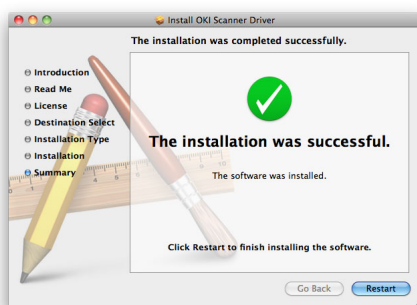 Install OKI Scanner Driver
The installation was completed successfully.
Introduction
Read Me
License
Destination Select
Installation Type
Installation
Summary
The installation was successful.
The software was installed.
Click Restart to finish installing the software.
Go Back
Restart